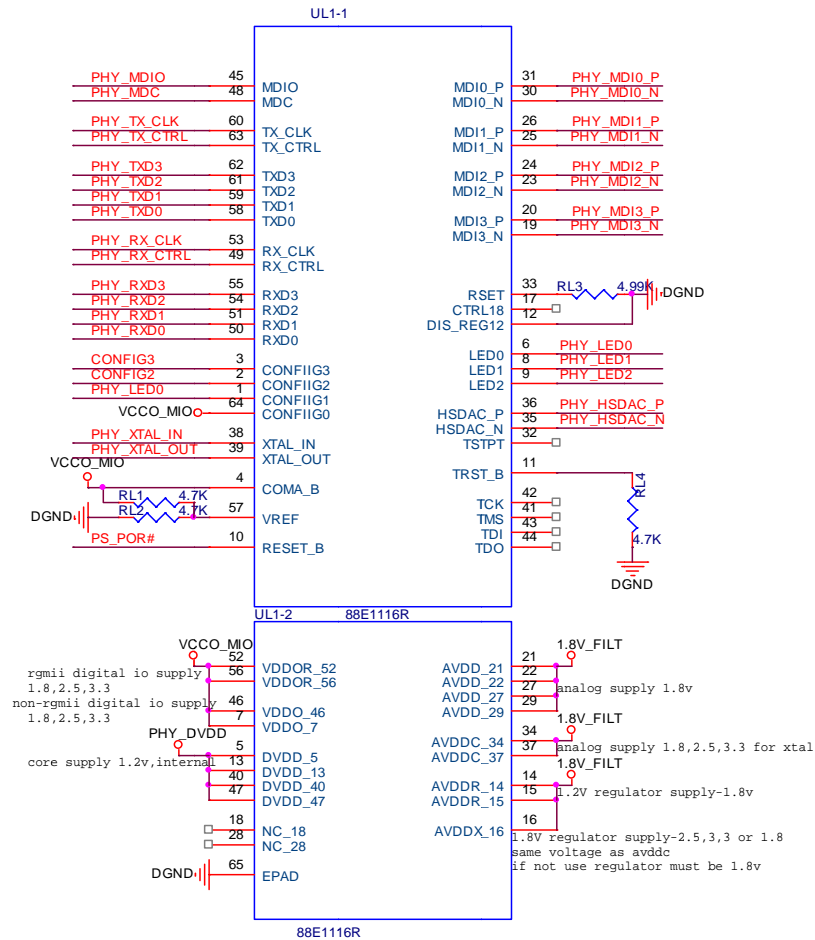 UL1-1
PHY_MDIO 45 MDIO MDI0_P 31 PHY_MDI0_P
PHY_MDC 48 MDC MDI0_N 30 PHY_MDI0_N
PHY_TX_CLK 60 TX_CLK MDI1_P 26 PHY_MDI1_P
PHY_TX_CTRL 63 TX_CTRL MDI1_N 25 PHY_MDI1_N
PHY_TXD3 62 TXD3 MDI2_P 24 PHY_MDI2_P
PHY_TXD2 61 TXD2 MDI2_N 23 PHY_MDI2_N
PHY_TXD1 59 TXD1 MDI3_P 20 PHY_MDI3_P
PHY_TXD0 58 TXD0 MDI3_N 19 PHY_MDI3_N
PHY_RX_CLK 53 RX_CLK
PHY_RX_CTRL 49 RX_CTRL
PHY_RXD3 55 RXD3 RSET 33 RL3 4.99K DGND
PHY_RXD2 54 RXD2 CTRL18 17
PHY_RXD1 51 RXD1 DIS_REG12 12
PHY_RXD0 50 RXD0
LED0 6 PHY_LED0
CONFIG3 3 CONFIIG3 LED1 8 PHY_LED1
CONFIG2 2 CONFIIG2 LED2 9 PHY_LED2
PHY_LED0 1 CONFIIG1
VCCO_MIO 64 CONFIIG0 HSDAC_P 36 PHY_HSDAC_P
HSDAC_N 35 PHY_HSDAC_N
PHY_XTAL_IN 38 XTAL_IN TSTPT 32
PHY_XTAL_OUT 39 XTAL_OUT
VCCO_MIO TRST_B 11
4 COMA_B RL4
RL1 4.7K TCK 42
DGND RL2 4.7K 57 VREF TMS 41
TDI 43 4.7K
PS_POR# 10 RESET_B TDO 44
DGND
UL1-2 88E1116R
VCCO_MIO 52 VDDOR_52 AVDD_21 21 1.8V_FILT
rgmii digital io supply 56 VDDOR_56 AVDD_22 22
1.8,2.5,3.3 AVDD_27 27 analog supply 1.8v
non-rgmii digital io supply 46 VDDO_46 AVDD_29 29
1.8,2.5,3.3 7 VDDO_7 1.8V_FILT
PHY_DVDD AVDDC_34 34
5 DVDD_5 AVDDC_37 37 analog supply 1.8,2.5,3.3 for xtal
core supply 1.2v,internal 13 DVDD_13 1.8V_FILT
40 DVDD_40 AVDDR_14 14
47 DVDD_47 AVDDR_15 15 1.2V regulator supply-1.8v
18 NC_18 AVDDX_16 16
28 NC_28 1.8V regulator supply-2.5,3,3 or 1.8
same voltage as avddc
DGND 65 EPAD if not use regulator must be 1.8v
88E1116R